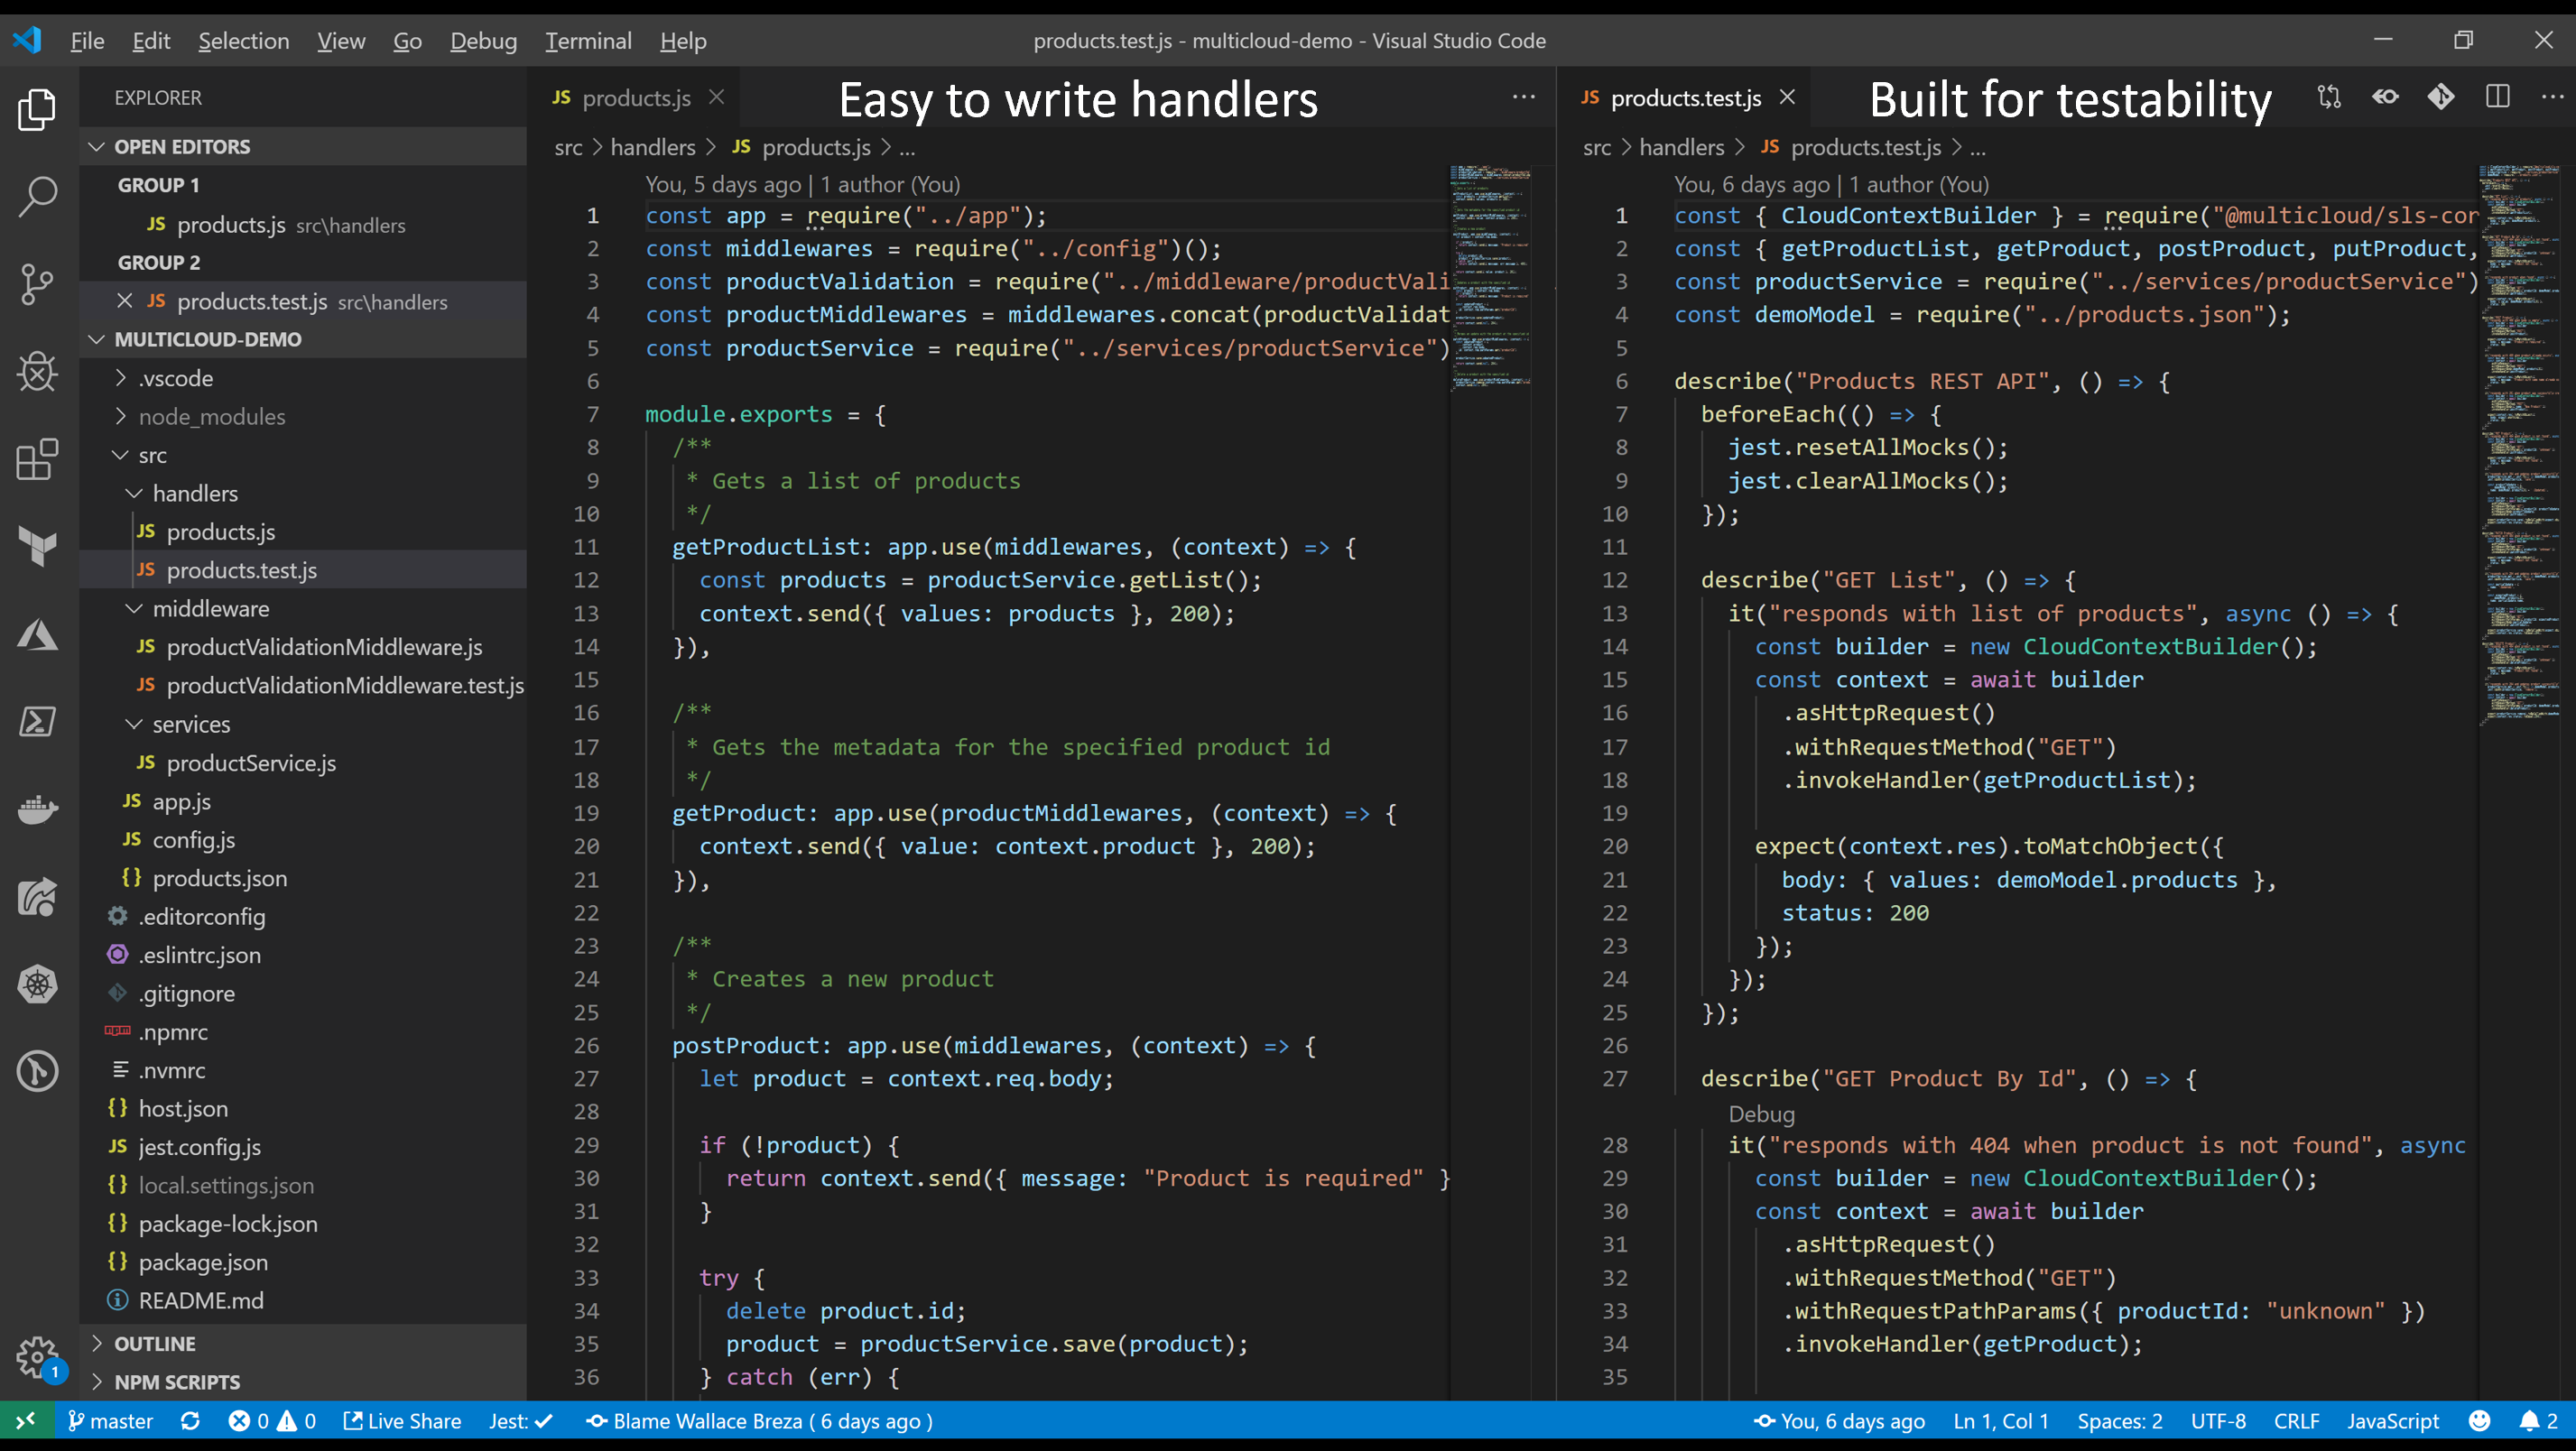 File Edit Selection View Go Debug Terminal Help
products.test.js - multicloud-demo - Visual Studio Code
EXPLORER
OPEN EDITORS
GROUP 1
JS products.js src\handlers
GROUP 2
JS products.test.js src\handlers
MULTICLOUD-DEMO
.vscode
node_modules
src
handlers
JS products.js
JS products.test.js
middleware
JS productValidationMiddleware.js
JS productValidationMiddleware.test.js
services
JS productService.js
JS app.js
JS config.js
{} products.json
.editorconfig
.eslintrc.json
.gitignore
.npmrc
.nvmrc
{} host.json
JS jest.config.js
{} local.settings.json
{} package-lock.json
{} package.json
README.md
OUTLINE
NPM SCRIPTS
1
JS products.js
Easy to write handlers
src > handlers > JS products.js > ...
You, 5 days ago | 1 author (You)
1 const app = require("../app");
2 const middlewares = require("../config")();
3 const productValidation = require("../middleware/productVali
4 const productMiddlewares = middlewares.concat(productValidat
5 const productService = require("../services/productService")
6
7 module.exports = {
8 /**
9 * Gets a list of products
10 */
11 getProductList: app.use(middlewares, (context) => {
12 const products = productService.getList();
13 context.send({ values: products }, 200);
14 }),
15
16 /**
17 * Gets the metadata for the specified product id
18 */
19 getProduct: app.use(productMiddlewares, (context) => {
20 context.send({ value: context.product }, 200);
21 }),
22
23 /**
24 * Creates a new product
25 */
26 postProduct: app.use(middlewares, (context) => {
27 let product = context.req.body;
28
29 if (!product) {
30 return context.send({ message: "Product is required" }
31 }
32
33 try {
34 delete product.id;
35 product = productService.save(product);
36 } catch (err) {
JS products.test.js
Built for testability
src > handlers > JS products.test.js > ...
You, 6 days ago | 1 author (You)
1 const { CloudContextBuilder } = require("@multicloud/sls-cor
2 const { getProductList, getProduct, postProduct, putProduct,
3 const productService = require("../services/productService")
4 const demoModel = require("../products.json");
5
6 describe("Products REST API", () => {
7 beforeEach(() => {
8 jest.resetAllMocks();
9 jest.clearAllMocks();
10 });
11
12 describe("GET List", () => {
13 it("responds with list of products", async () => {
14 const builder = new CloudContextBuilder();
15 const context = await builder
16 .asHttpRequest()
17 .withRequestMethod("GET")
18 .invokeHandler(getProductList);
19
20 expect(context.res).toMatchObject({
21 body: { values: demoModel.products },
22 status: 200
23 });
24 });
25 });
26
27 describe("GET Product By Id", () => {
Debug
28 it("responds with 404 when product is not found", async
29 const builder = new CloudContextBuilder();
30 const context = await builder
31 .asHttpRequest()
32 .withRequestMethod("GET")
33 .withRequestPathParams({ productId: "unknown" })
34 .invokeHandler(getProduct);
35
master 0 0 Live Share Jest: Blame Wallace Breza ( 6 days ago ) You, 6 days ago Ln 1, Col 1 Spaces: 2 UTF-8 CRLF JavaScript 2